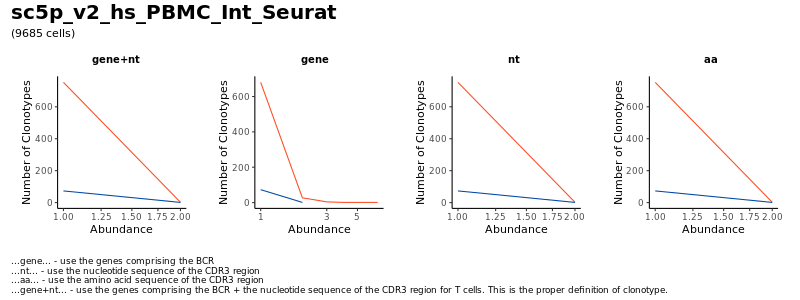 sc5p_v2_hs_PBMC_Int_Seurat
(9685 cells)
gene+nt
gene
nt
aa
Number of Clonotypes
600
400
200
0
1.00
1.25
1.50
1.75
2.00
Abundance
Number of Clonotypes
600
400
200
0
1
3
5
Abundance
Number of Clonotypes
600
400
200
0
1.00
1.25
1.50
1.75
2.00
Abundance
Number of Clonotypes
600
400
200
0
1.00
1.25
1.50
1.75
2.00
Abundance
...gene... - use the genes comprising the BCR
...nt... - use the nucleotide sequence of the CDR3 region
...aa... - use the amino acid sequence of the CDR3 region
...gene+nt... - use the genes comprising the BCR + the nucleotide sequence of the CDR3 region for T cells. This is the proper definition of clonotype.